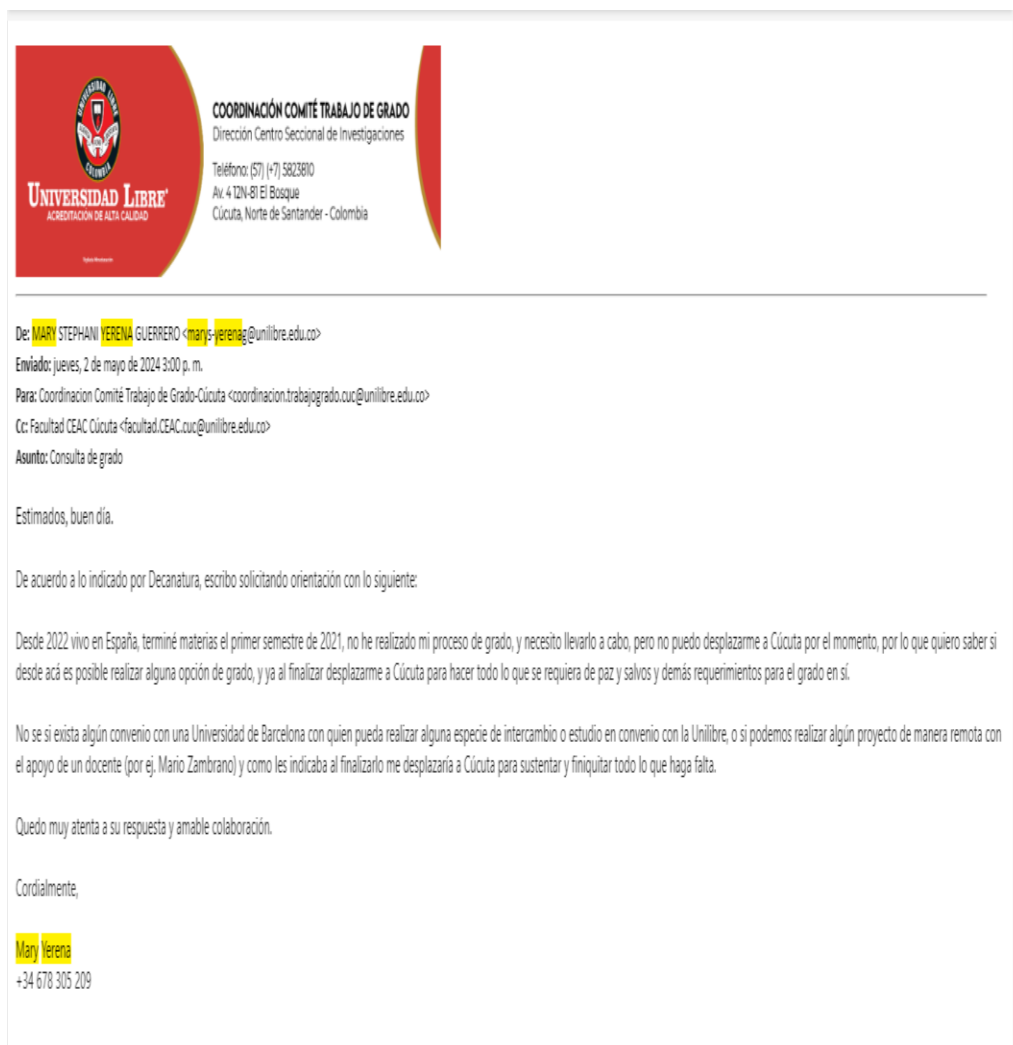 COORDINACIÓN COMITÉ TRABAJO DE GRADO
Dirección Centro Seccional de Investigaciones
Teléfono: (57) (+7) 5823810
Av. 4 12N-81 El Bosque
Cúcuta, Norte de Santander - Colombia
UNIVERSIDAD LIBRE
COLOMBIA
UNIVERSIDAD LIBRE®
ACREDITACIÓN DE ALTA CALIDAD
De: MARY STEPHANI YERENA GUERRERO <marys-yerenag@unilibre.edu.co>
Enviado: jueves, 2 de mayo de 2024 3:00 p. m.
Para: Coordinacion Comité Trabajo de Grado-Cúcuta <coordinacion.trabajogrado.cuc@unilibre.edu.co>
Cc: Facultad CEAC Cúcuta <facultad.CEAC.cuc@unilibre.edu.co>
Asunto: Consulta de grado
Estimados, buen día.
De acuerdo a lo indicado por Decanatura, escribo solicitando orientación con lo siguiente:
Desde 2022 vivo en España, terminé materias el primer semestre de 2021, no he realizado mi proceso de grado, y necesito llevarlo a cabo, pero no puedo desplazarme a Cúcuta por el momento, por lo que quiero saber si
desde acá es posible realizar alguna opción de grado, y ya al finalizar desplazarme a Cúcuta para hacer todo lo que se requiera de paz y salvos y demás requerimientos para el grado en sí.
No se si exista algún convenio con una Universidad de Barcelona con quien pueda realizar alguna especie de intercambio o estudio en convenio con la Unilibre, o si podemos realizar algún proyecto de manera remota con
el apoyo de un docente (por ej. Mario Zambrano) y como les indicaba al finalizarlo me desplazaría a Cúcuta para sustentar y finiquitar todo lo que haga falta.
Quedo muy atenta a su respuesta y amable colaboración.
Cordialmente,
Mary Yerena
+34 678 305 209